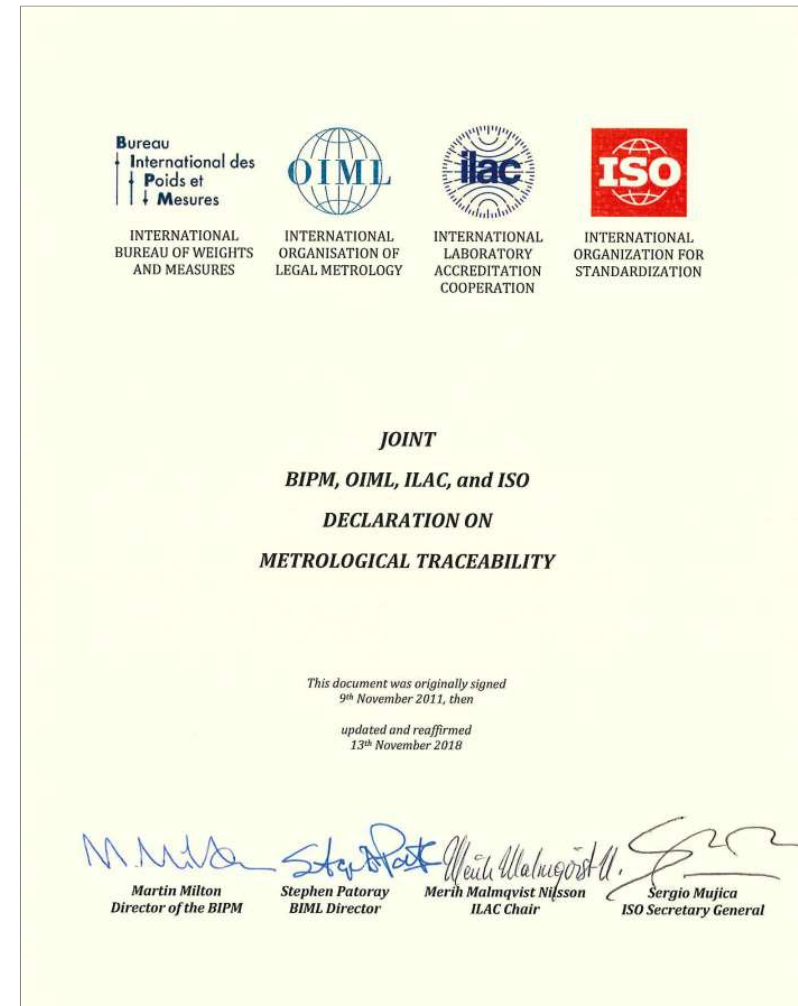 Bureau
International des
Poids et
Mesures
OIML
ilac
ISO
INTERNATIONAL
BUREAU OF WEIGHTS
AND MEASURES
INTERNATIONAL
ORGANISATION OF
LEGAL METROLOGY
INTERNATIONAL
LABORATORY
ACCREDITATION
COOPERATION
INTERNATIONAL
ORGANIZATION FOR
STANDARDIZATION
JOINT
BIPM, OIML, ILAC, and ISO
DECLARATION ON
METROLOGICAL TRACEABILITY
This document was originally signed
9th November 2011, then
updated and reaffirmed
13th November 2018
M. Milton
Martin Milton
Director of the BIPM
Stephen Patoray
BIML Director
Merih Malmqvist N.
Merih Malmqvist Nilsson
ILAC Chair
Sergio Mujica
ISO Secretary General